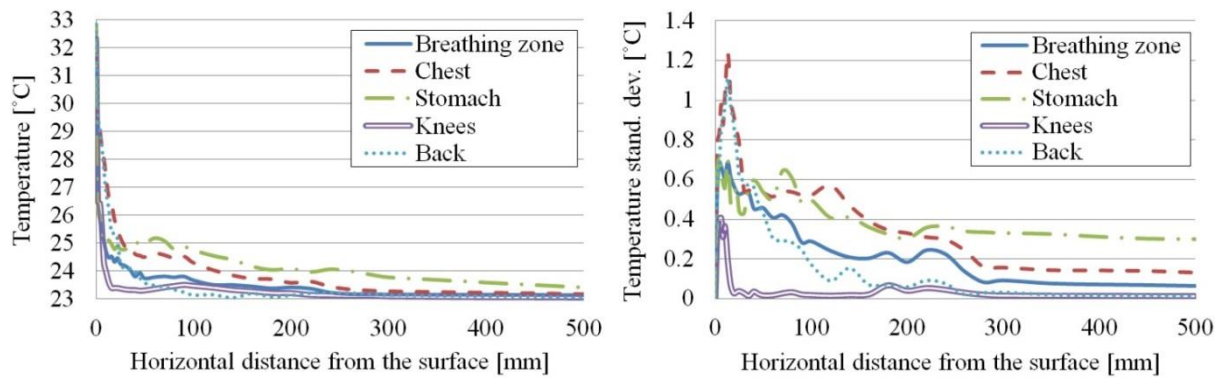 33
32
31
30
29
28
27
26
25
24
23
Temperature [˚C]
Breathing zone
Chest
Stomach
Knees
Back
0
100
200
300
400
500
Horizontal distance from the surface [mm]
1.4
1.2
1
0.8
0.6
0.4
0.2
0
Temperature stand. dev. [˚C]
Breathing zone
Chest
Stomach
Knees
Back
0
100
200
300
400
500
Horizontal distance from the surface [mm]